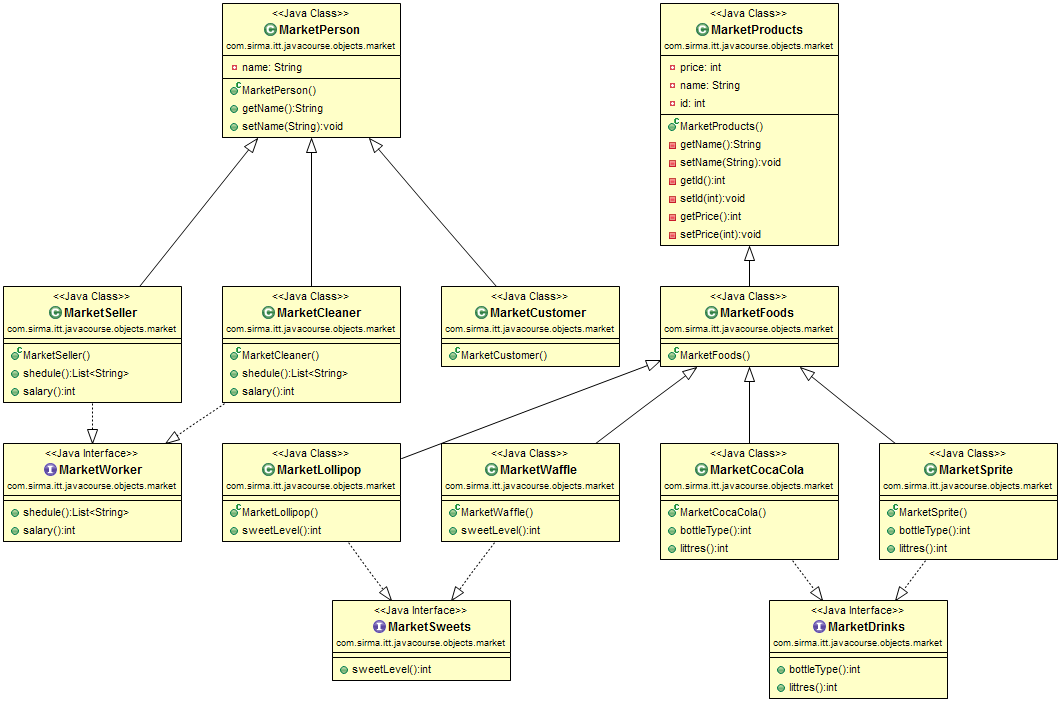 <<Java Class>>
MarketPerson
com.sirma.itt.javacourse.objects.market
name: String
MarketPerson()
getName():String
setName(String):void
<<Java Class>>
MarketProducts
com.sirma.itt.javacourse.objects.market
price: int
name: String
id: int
MarketProducts()
getName():String
setName(String):void
getId():int
setId(int):void
getPrice():int
setPrice(int):void
<<Java Class>>
MarketSeller
com.sirma.itt.javacourse.objects.market
MarketSeller()
shedule():List<String>
salary():int
<<Java Class>>
MarketCleaner
com.sirma.itt.javacourse.objects.market
MarketCleaner()
shedule():List<String>
salary():int
<<Java Class>>
MarketCustomer
com.sirma.itt.javacourse.objects.market
MarketCustomer()
<<Java Class>>
MarketFoods
com.sirma.itt.javacourse.objects.market
MarketFoods()
<<Java Interface>>
MarketWorker
com.sirma.itt.javacourse.objects.market
shedule():List<String>
salary():int
<<Java Class>>
MarketLollipop
com.sirma.itt.javacourse.objects.market
MarketLollipop()
sweetLevel():int
<<Java Class>>
MarketWaffle
com.sirma.itt.javacourse.objects.market
MarketWaffle()
sweetLevel():int
<<Java Class>>
MarketCocaCola
com.sirma.itt.javacourse.objects.market
MarketCocaCola()
bottleType():int
littres():int
<<Java Class>>
MarketSprite
com.sirma.itt.javacourse.objects.market
MarketSprite()
bottleType():int
littres():int
<<Java Interface>>
MarketSweets
com.sirma.itt.javacourse.objects.market
sweetLevel():int
<<Java Interface>>
MarketDrinks
com.sirma.itt.javacourse.objects.market
bottleType():int
littres():int